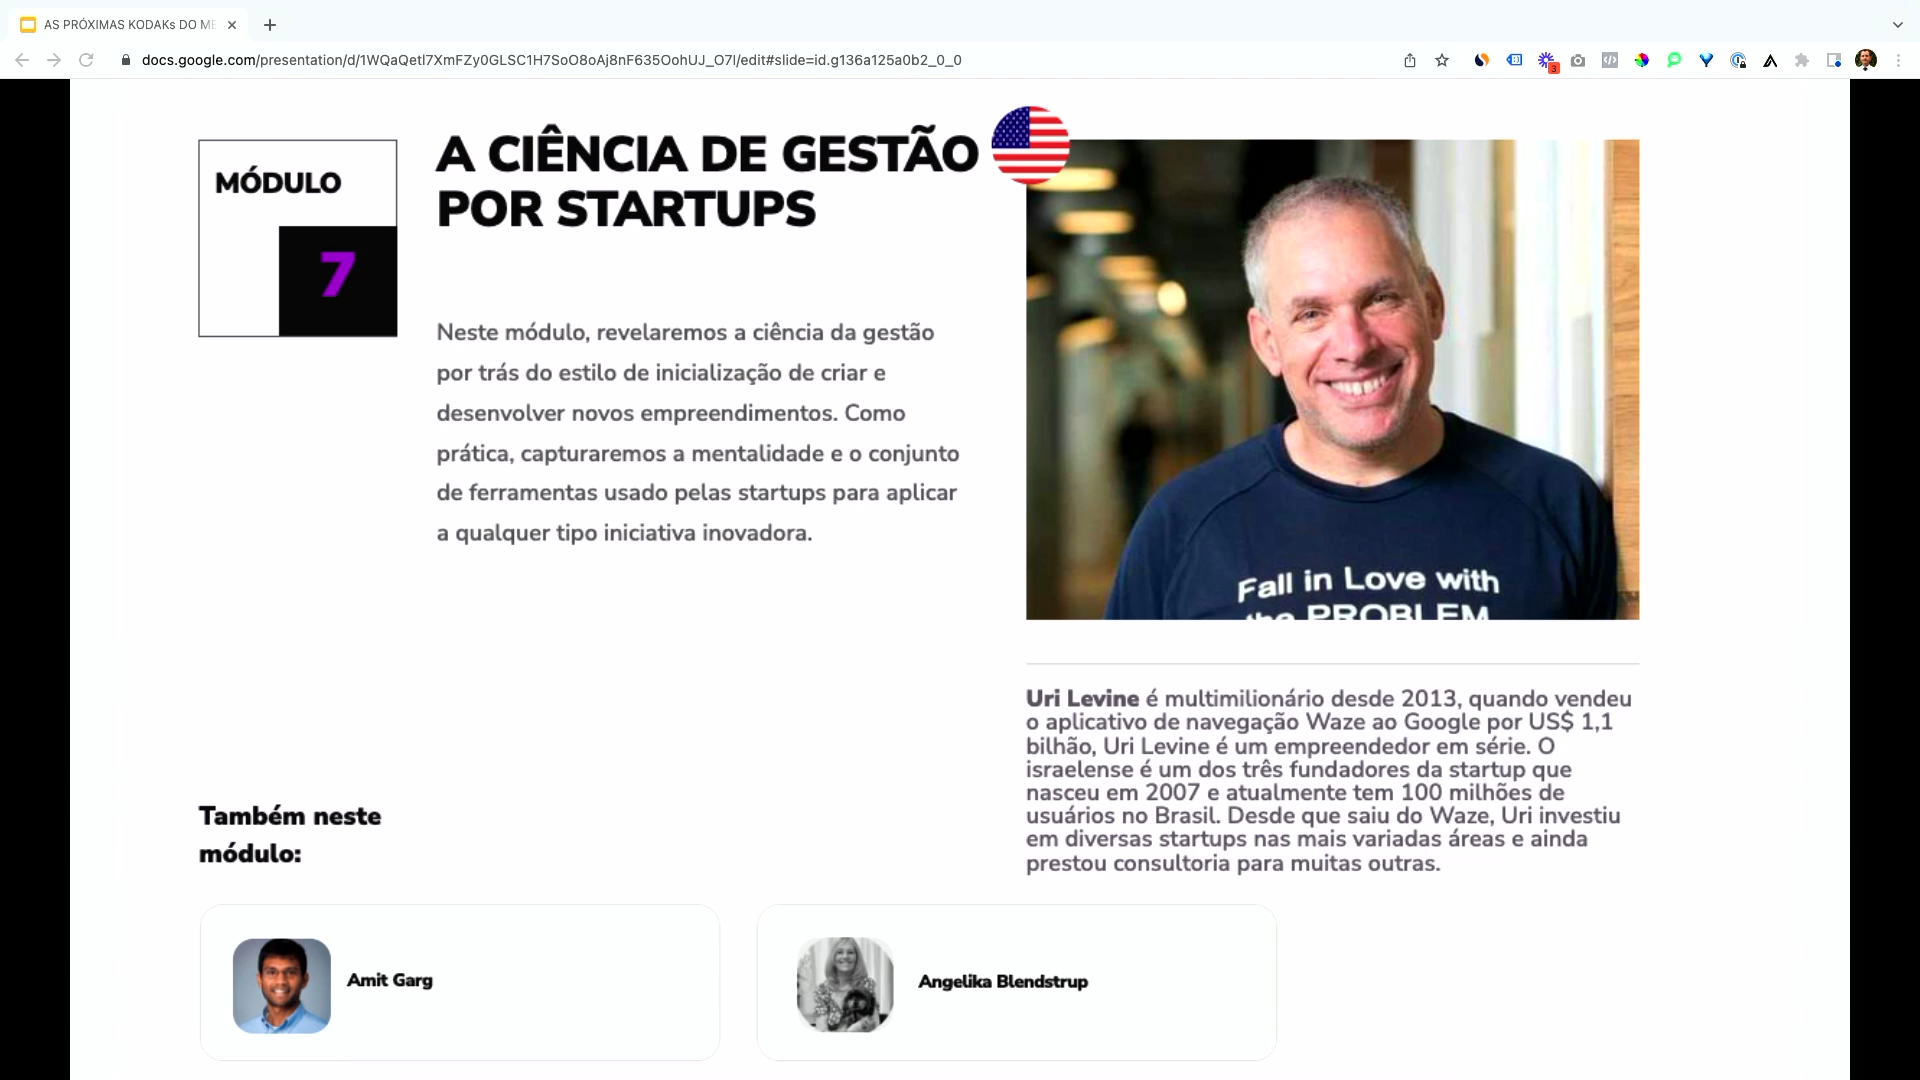 AS PRÓXIMAS KODAKs DO ME
docs.google.com/presentation/d/1WQaQetl7XmFZy0GLSC1H7SoO8oAj8nF635OohUJ_O7I/edit#slide=id.g136a125a0b2_0_0
3
MÓDULO
7
A CIÊNCIA DE GESTÃO
POR STARTUPS
Neste módulo, revelaremos a ciência da gestão
por trás do estilo de inicialização de criar e
desenvolver novos empreendimentos. Como
prática, capturaremos a mentalidade e o conjunto
de ferramentas usado pelas startups para aplicar
a qualquer tipo iniciativa inovadora.
Fall in Love with
the PROBLEM
Uri Levine é multimilionário desde 2013, quando vendeu
o aplicativo de navegação Waze ao Google por US$ 1,1
bilhão, Uri Levine é um empreendedor em série. O
israelense é um dos três fundadores da startup que
nasceu em 2007 e atualmente tem 100 milhões de
usuários no Brasil. Desde que saiu do Waze, Uri investiu
em diversas startups nas mais variadas áreas e ainda
prestou consultoria para muitas outras.
Também neste
módulo:
Amit Garg
Angelika Blendstrup